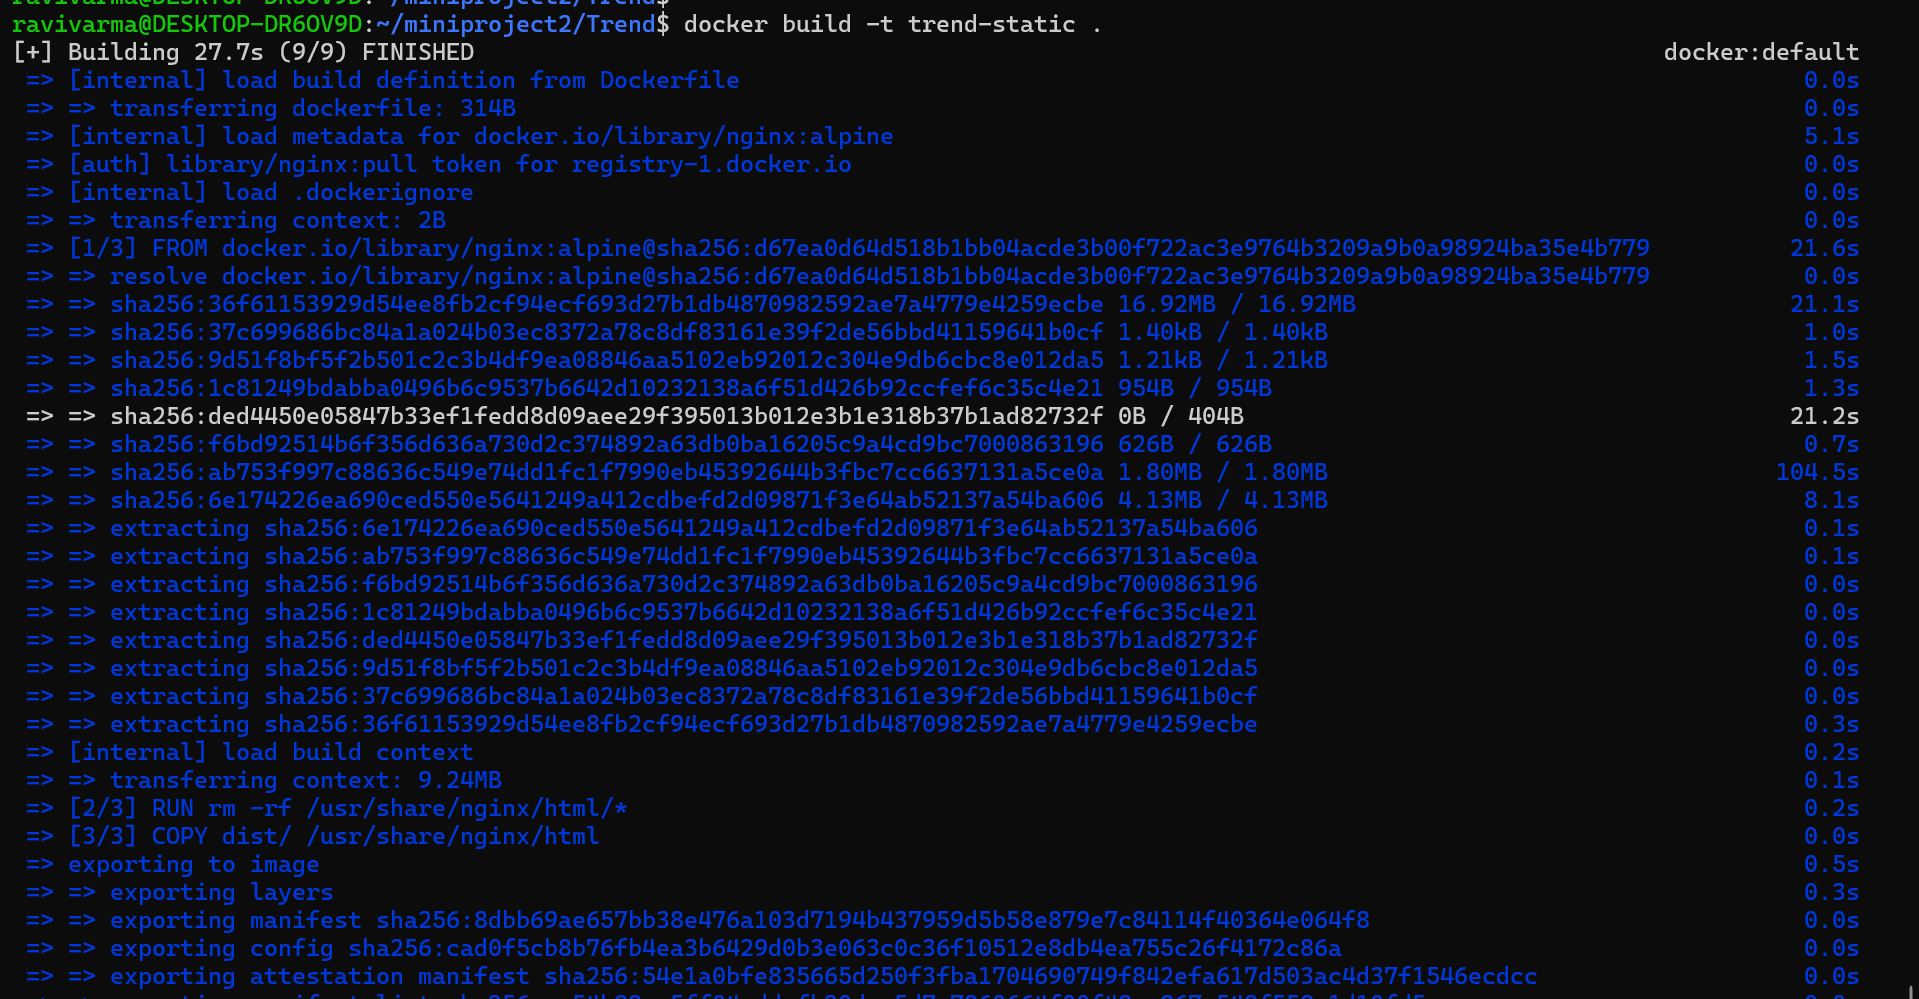 ravivarma@DESKTOP-DR6OV9D:~/miniproject2/Trend$
ravivarma@DESKTOP-DR6OV9D:~/miniproject2/Trend$ docker build -t trend-static .
[+] Building 27.7s (9/9) FINISHED docker:default
=> [internal] load build definition from Dockerfile 0.0s
=> => transferring dockerfile: 314B 0.0s
=> [internal] load metadata for docker.io/library/nginx:alpine 5.1s
=> [auth] library/nginx:pull token for registry-1.docker.io 0.0s
=> [internal] load .dockerignore 0.0s
=> => transferring context: 2B 0.0s
=> [1/3] FROM docker.io/library/nginx:alpine@sha256:d67ea0d64d518b1bb04acde3b00f722ac3e9764b3209a9b0a98924ba35e4b779 21.6s
=> => resolve docker.io/library/nginx:alpine@sha256:d67ea0d64d518b1bb04acde3b00f722ac3e9764b3209a9b0a98924ba35e4b779 0.0s
=> => sha256:36f61153929d54ee8fb2cf94ecf693d27b1db4870982592ae7a4779e4259ecbe 16.92MB / 16.92MB 21.1s
=> => sha256:37c699686bc84a1a024b03ec8372a78c8df83161e39f2de56bbd41159641b0cf 1.40kB / 1.40kB 1.0s
=> => sha256:9d51f8bf5f2b501c2c3b4df9ea08846aa5102eb92012c304e9db6cbc8e012da5 1.21kB / 1.21kB 1.5s
=> => sha256:1c81249bdabba0496b6c9537b6642d10232138a6f51d426b92ccfef6c35c4e21 954B / 954B 1.3s
=> => sha256:ded4450e05847b33ef1fedd8d09aee29f395013b012e3b1e318b37b1ad82732f 0B / 404B 21.2s
=> => sha256:f6bd92514b6f356d636a730d2c374892a63db0ba16205c9a4cd9bc7000863196 626B / 626B 0.7s
=> => sha256:ab753f997c88636c549e74dd1fc1f7990eb45392644b3fbc7cc6637131a5ce0a 1.80MB / 1.80MB 104.5s
=> => sha256:6e174226ea690ced550e5641249a412cdbefd2d09871f3e64ab52137a54ba606 4.13MB / 4.13MB 8.1s
=> => extracting sha256:6e174226ea690ced550e5641249a412cdbefd2d09871f3e64ab52137a54ba606 0.1s
=> => extracting sha256:ab753f997c88636c549e74dd1fc1f7990eb45392644b3fbc7cc6637131a5ce0a 0.1s
=> => extracting sha256:f6bd92514b6f356d636a730d2c374892a63db0ba16205c9a4cd9bc7000863196 0.0s
=> => extracting sha256:1c81249bdabba0496b6c9537b6642d10232138a6f51d426b92ccfef6c35c4e21 0.0s
=> => extracting sha256:ded4450e05847b33ef1fedd8d09aee29f395013b012e3b1e318b37b1ad82732f 0.0s
=> => extracting sha256:9d51f8bf5f2b501c2c3b4df9ea08846aa5102eb92012c304e9db6cbc8e012da5 0.0s
=> => extracting sha256:37c699686bc84a1a024b03ec8372a78c8df83161e39f2de56bbd41159641b0cf 0.0s
=> => extracting sha256:36f61153929d54ee8fb2cf94ecf693d27b1db4870982592ae7a4779e4259ecbe 0.3s
=> [internal] load build context 0.2s
=> => transferring context: 9.24MB 0.1s
=> [2/3] RUN rm -rf /usr/share/nginx/html/* 0.2s
=> [3/3] COPY dist/ /usr/share/nginx/html 0.0s
=> exporting to image 0.5s
=> => exporting layers 0.3s
=> => exporting manifest sha256:8dbb69ae657bb38e476a103d7194b437959d5b58e879e7c84114f40364e064f8 0.0s
=> => exporting config sha256:cad0f5cb8b76fb4ea3b6429d0b3e063c0c36f10512e8db4ea755c26f4172c86a 0.0s
=> => exporting attestation manifest sha256:54e1a0bfe835665d250f3fba1704690749f842efa617d503ac4d37f1546ecdcc 0.0s